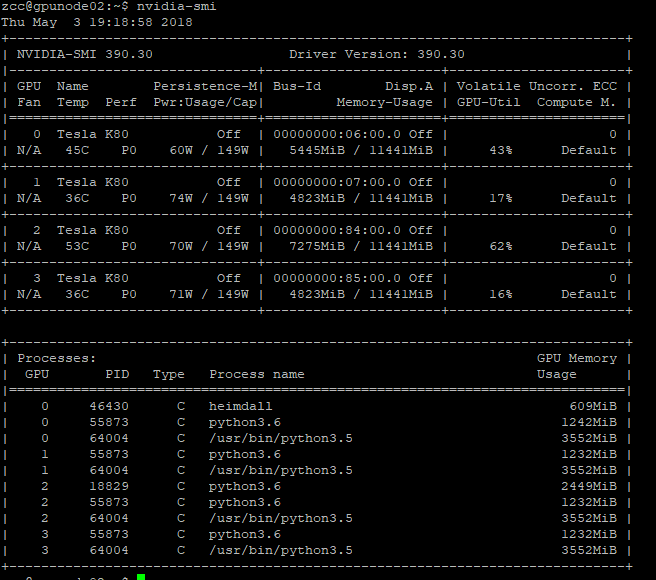 zcc@gpunode02:~$ nvidia-smi
Thu May  3 19:18:58 2018
+-----------------------------------------------------------------------------+
| NVIDIA-SMI 390.30                 Driver Version: 390.30                    |
|-------------------------------+----------------------+----------------------+
| GPU  Name        Persistence-M| Bus-Id        Disp.A | Volatile Uncorr. ECC |
| Fan  Temp  Perf  Pwr:Usage/Cap|         Memory-Usage | GPU-Util  Compute M. |
|===============================+======================+======================|
|   0  Tesla K80           Off  | 00000000:06:00.0 Off |                    0 |
| N/A   45C    P0    60W / 149W |   5445MiB / 11441MiB |     43%      Default |
+-------------------------------+----------------------+----------------------+
|   1  Tesla K80           Off  | 00000000:07:00.0 Off |                    0 |
| N/A   36C    P0    74W / 149W |   4823MiB / 11441MiB |     17%      Default |
+-------------------------------+----------------------+----------------------+
|   2  Tesla K80           Off  | 00000000:84:00.0 Off |                    0 |
| N/A   53C    P0    70W / 149W |   7275MiB / 11441MiB |     62%      Default |
+-------------------------------+----------------------+----------------------+
|   3  Tesla K80           Off  | 00000000:85:00.0 Off |                    0 |
| N/A   36C    P0    71W / 149W |   4823MiB / 11441MiB |     16%      Default |
+-------------------------------+----------------------+----------------------+
+-----------------------------------------------------------------------------+
| Processes:                                                       GPU Memory |
|  GPU       PID   Type   Process name                             Usage      |
|=============================================================================|
|    0     46430      C   heimdall                                     609MiB |
|    0     55873      C   python3.6                                   1242MiB |
|    0     64004      C   /usr/bin/python3.5                          3552MiB |
|    1     55873      C   python3.6                                   1232MiB |
|    1     64004      C   /usr/bin/python3.5                          3552MiB |
|    2     18829      C   python3.6                                   2449MiB |
|    2     55873      C   python3.6                                   1232MiB |
|    2     64004      C   /usr/bin/python3.5                          3552MiB |
|    3     55873      C   python3.6                                   1232MiB |
|    3     64004      C   /usr/bin/python3.5                          3552MiB |
+-----------------------------------------------------------------------------+